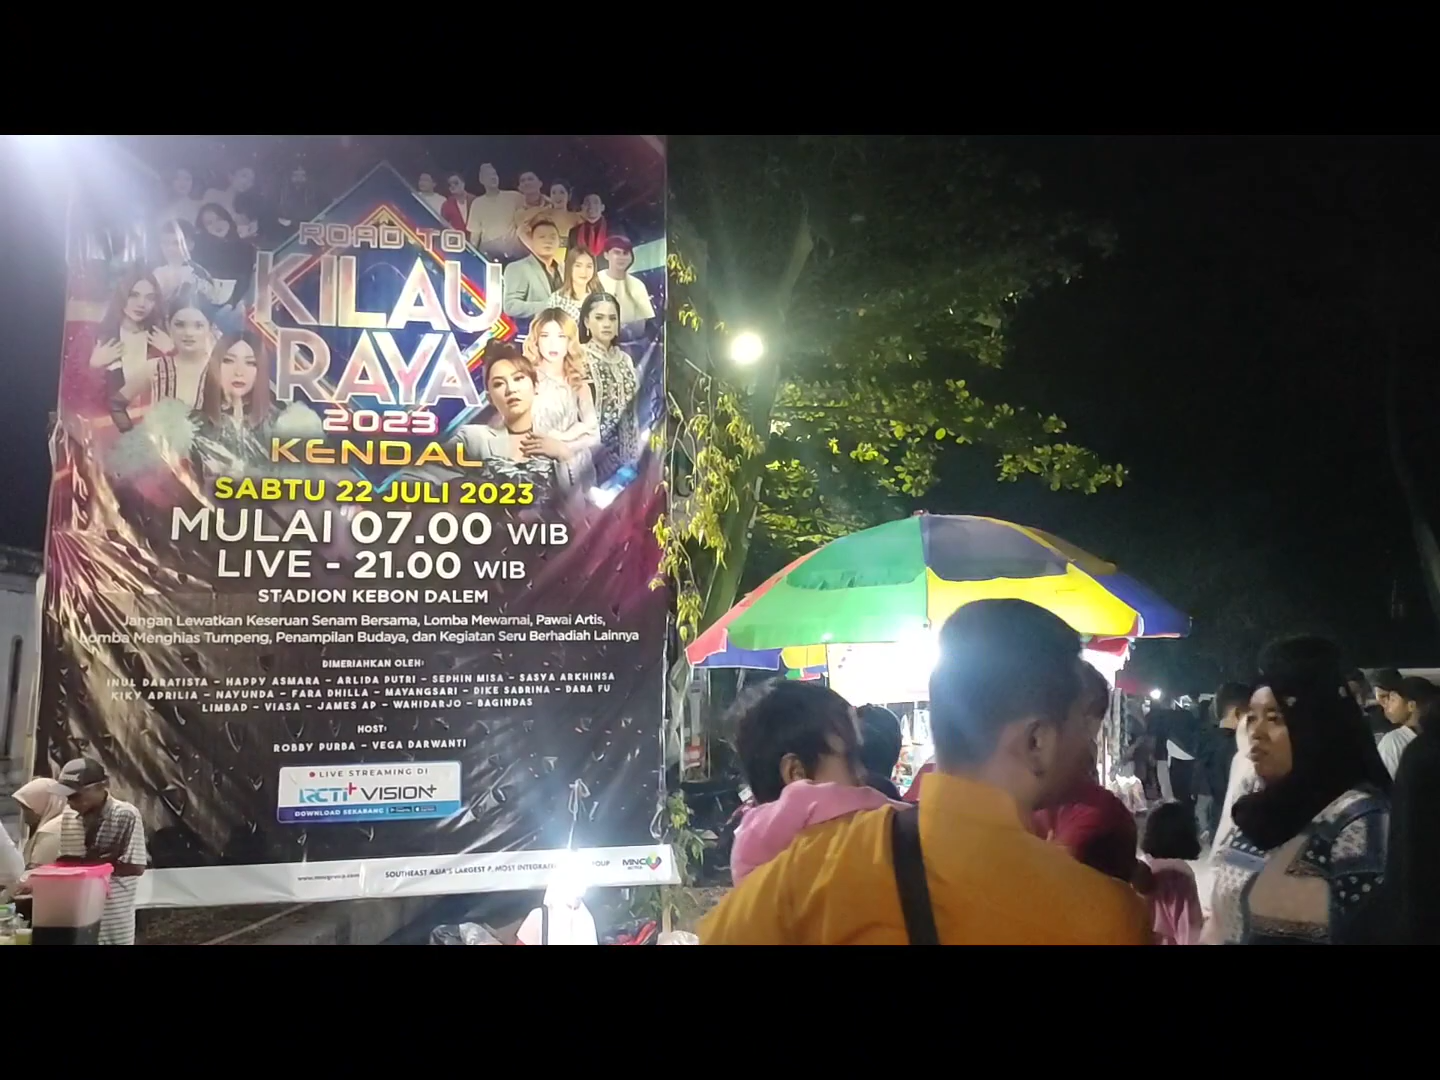 ROAD TO
KILAU
RAYA
2023
KENDAL
SABTU 22 JULI 2023
MULAI 07.00 WIB
LIVE - 21.00 WIB
STADION KEBON DALEM
Jangan Lewatkan Keseruan Senam Bersama, Lomba Mewarnai, Pawai Artis,
Lomba Menghias Tumpeng, Penampilan Budaya, dan Kegiatan Seru Berhadiah Lainnya
DIMERIAHKAN OLEH:
INUL DARATISTA - HAPPY ASMARA - ARLIDA PUTRI - SEPHIN MISA - SASYA ARKHINSA
KIKY APRILIA - NAYUNDA - FARA DHILLA - MAYANGSARI - DIKE SABRINA - DARA FU
LIMBAD - VIASA - JAMES AP - WAHIDARJO - BAGINDAS
HOST:
ROBBY PURBA - VEGA DARWANTI
LIVE STREAMING DI
RCTI+ VISION+
DOWNLOAD SEKARANG
www.mncgroup.com SOUTHEAST ASIA'S LARGEST & MOST INTEGRATED GROUP MNC